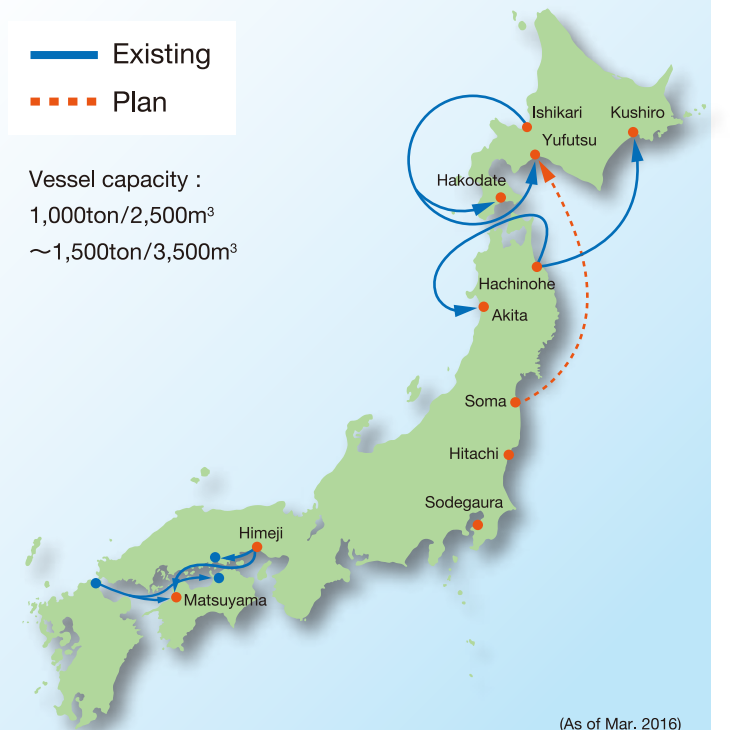 Existing
Plan
Vessel capacity :
1,000ton/2,500m³
～1,500ton/3,500m³
Ishikari
Kushiro
Yufutsu
Hakodate
Hachinohe
Akita
Soma
Hitachi
Sodegaura
Himeji
Matsuyama
(As of Mar. 2016)